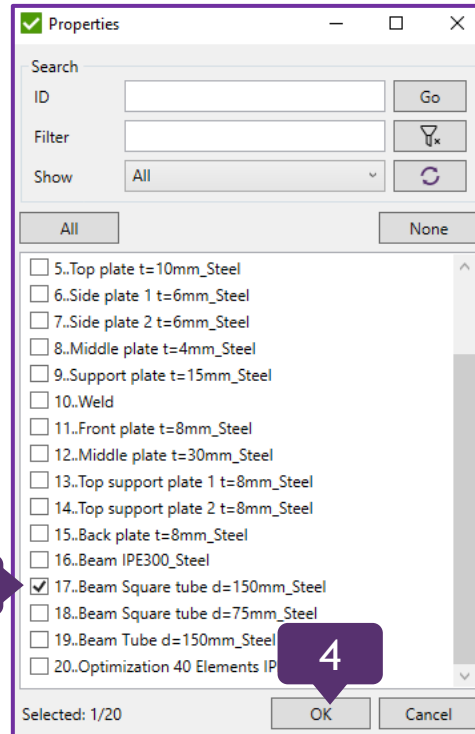 Properties
Search
ID Go
Filter
Show All
All None
5..Top plate t=10mm_Steel
6..Side plate 1 t=6mm_Steel
7..Side plate 2 t=6mm_Steel
8..Middle plate t=4mm_Steel
9..Support plate t=15mm_Steel
10..Weld
11..Front plate t=8mm_Steel
12..Middle plate t=30mm_Steel
13..Top support plate 1 t=8mm_Steel
14..Top support plate 2 t=8mm_Steel
15..Back plate t=8mm_Steel
16..Beam IPE300_Steel
17..Beam Square tube d=150mm_Steel
18..Beam Square tube d=75mm_Steel
19..Beam Tube d=150mm_Steel
20..Optimization 40 Elements IP
4
Selected: 1/20 OK Cancel